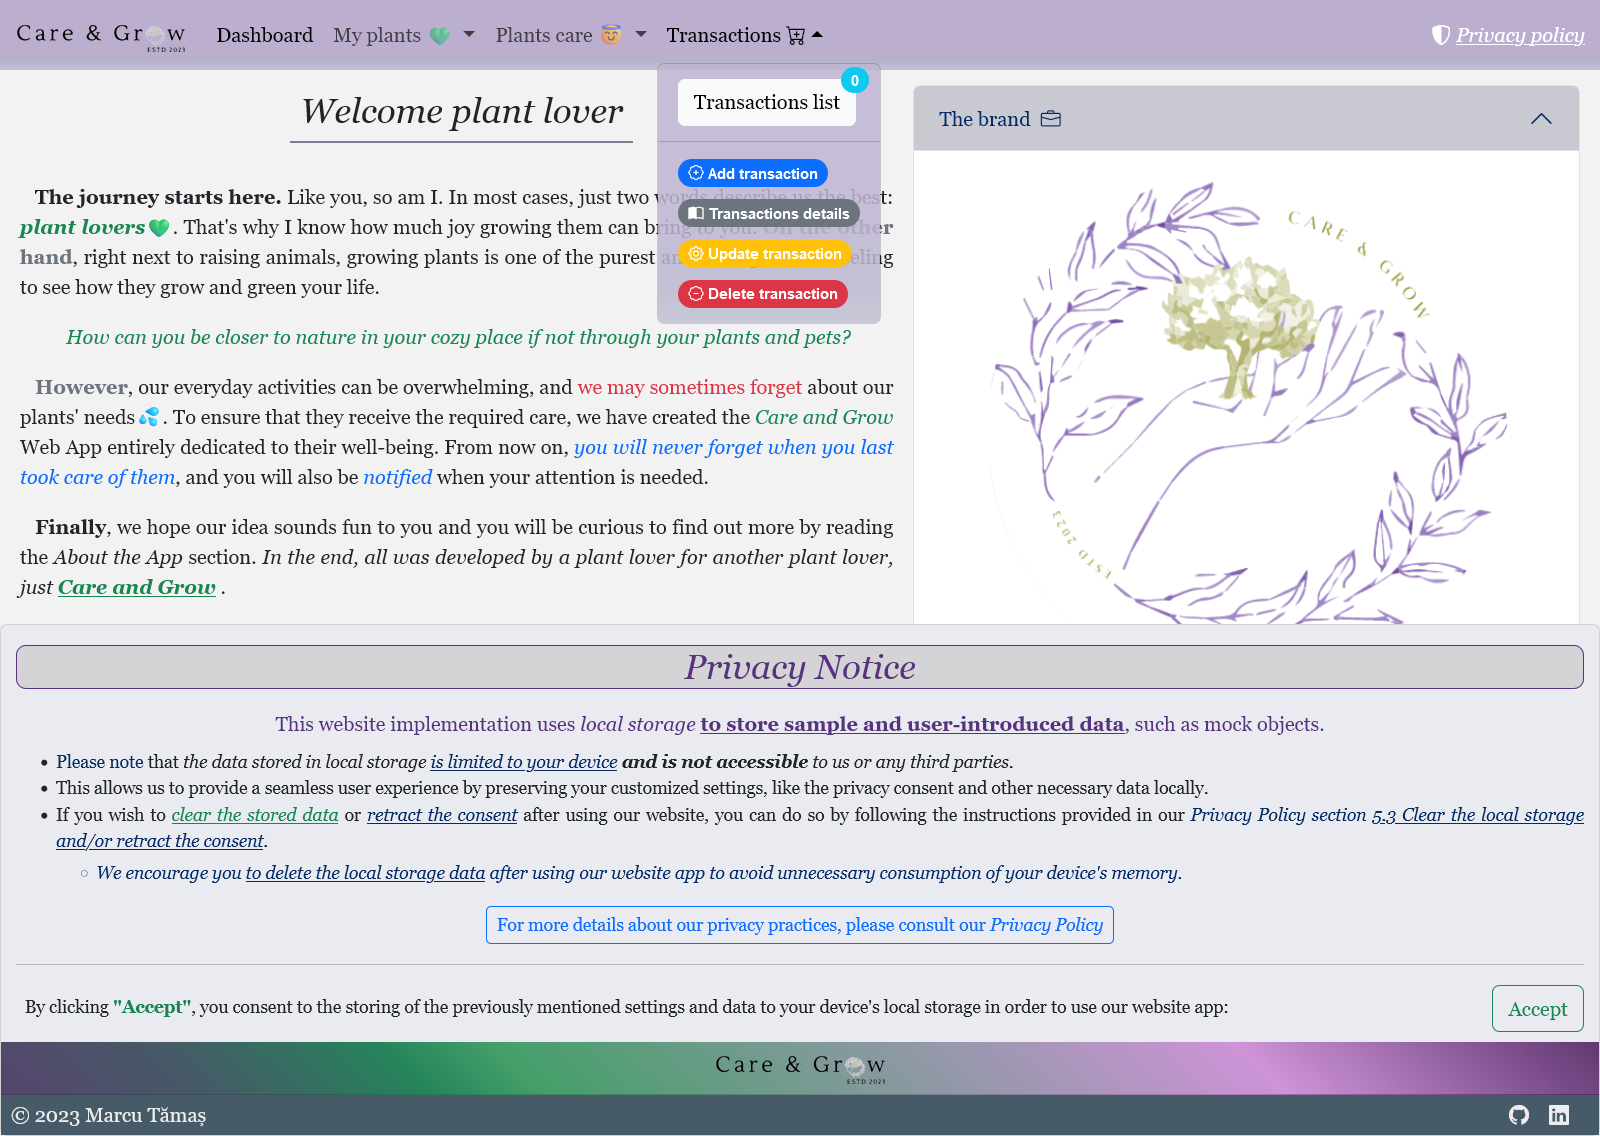 Care & Grow
ESTD 2023
Dashboard
My plants 💚
Plants care 😇
Transactions
Privacy policy
Transactions list
0
Add transaction
Transactions details
Update transaction
Delete transaction
Welcome plant lover
The journey starts here. Like you, so am I. In most cases, just two words describe us the best:
plant lovers💚. That's why I know how much joy growing them can bring to you. On the other
hand, right next to raising animals, growing plants is one of the purest and feeling
to see how they grow and green your life.
How can you be closer to nature in your cozy place if not through your plants and pets?
However, our everyday activities can be overwhelming, and we may sometimes forget about our
plants' needs💦. To ensure that they receive the required care, we have created the Care and Grow
Web App entirely dedicated to their well-being. From now on, you will never forget when you last
took care of them, and you will also be notified when your attention is needed.
Finally, we hope our idea sounds fun to you and you will be curious to find out more by reading
the About the App section. In the end, all was developed by a plant lover for another plant lover,
just Care and Grow .
The brand
CARE & GROW
ESTD 2023
Privacy Notice
This website implementation uses local storage to store sample and user-introduced data, such as mock objects.
• Please note that the data stored in local storage is limited to your device and is not accessible to us or any third parties.
• This allows us to provide a seamless user experience by preserving your customized settings, like the privacy consent and other necessary data locally.
• If you wish to clear the stored data or retract the consent after using our website, you can do so by following the instructions provided in our Privacy Policy section 5.3 Clear the local storage
and/or retract the consent.
◦ We encourage you to delete the local storage data after using our website app to avoid unnecessary consumption of your device's memory.
For more details about our privacy practices, please consult our Privacy Policy
By clicking "Accept", you consent to the storing of the previously mentioned settings and data to your device's local storage in order to use our website app:
Accept
Care & Grow
ESTD 2023
© 2023 Marcu Tămaș